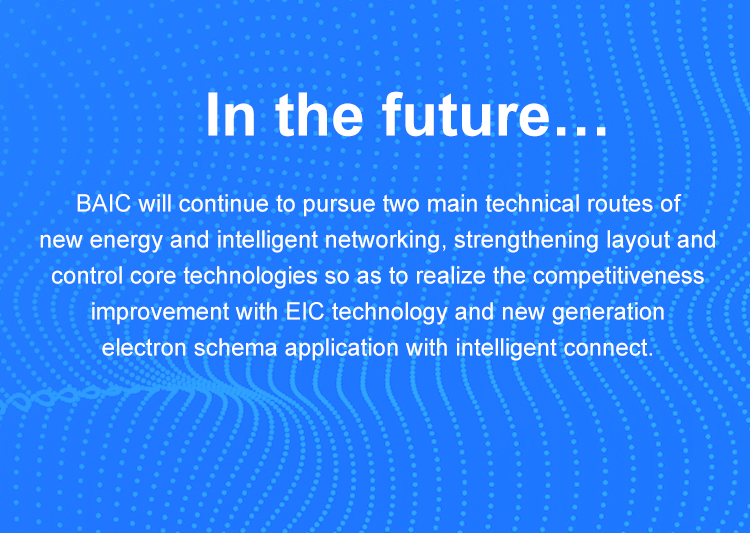 In the future…
BAIC will continue to pursue two main technical routes of
new energy and intelligent networking, strengthening layout and
control core technologies so as to realize the competitiveness
improvement with EIC technology and new generation
electron schema application with intelligent connect.